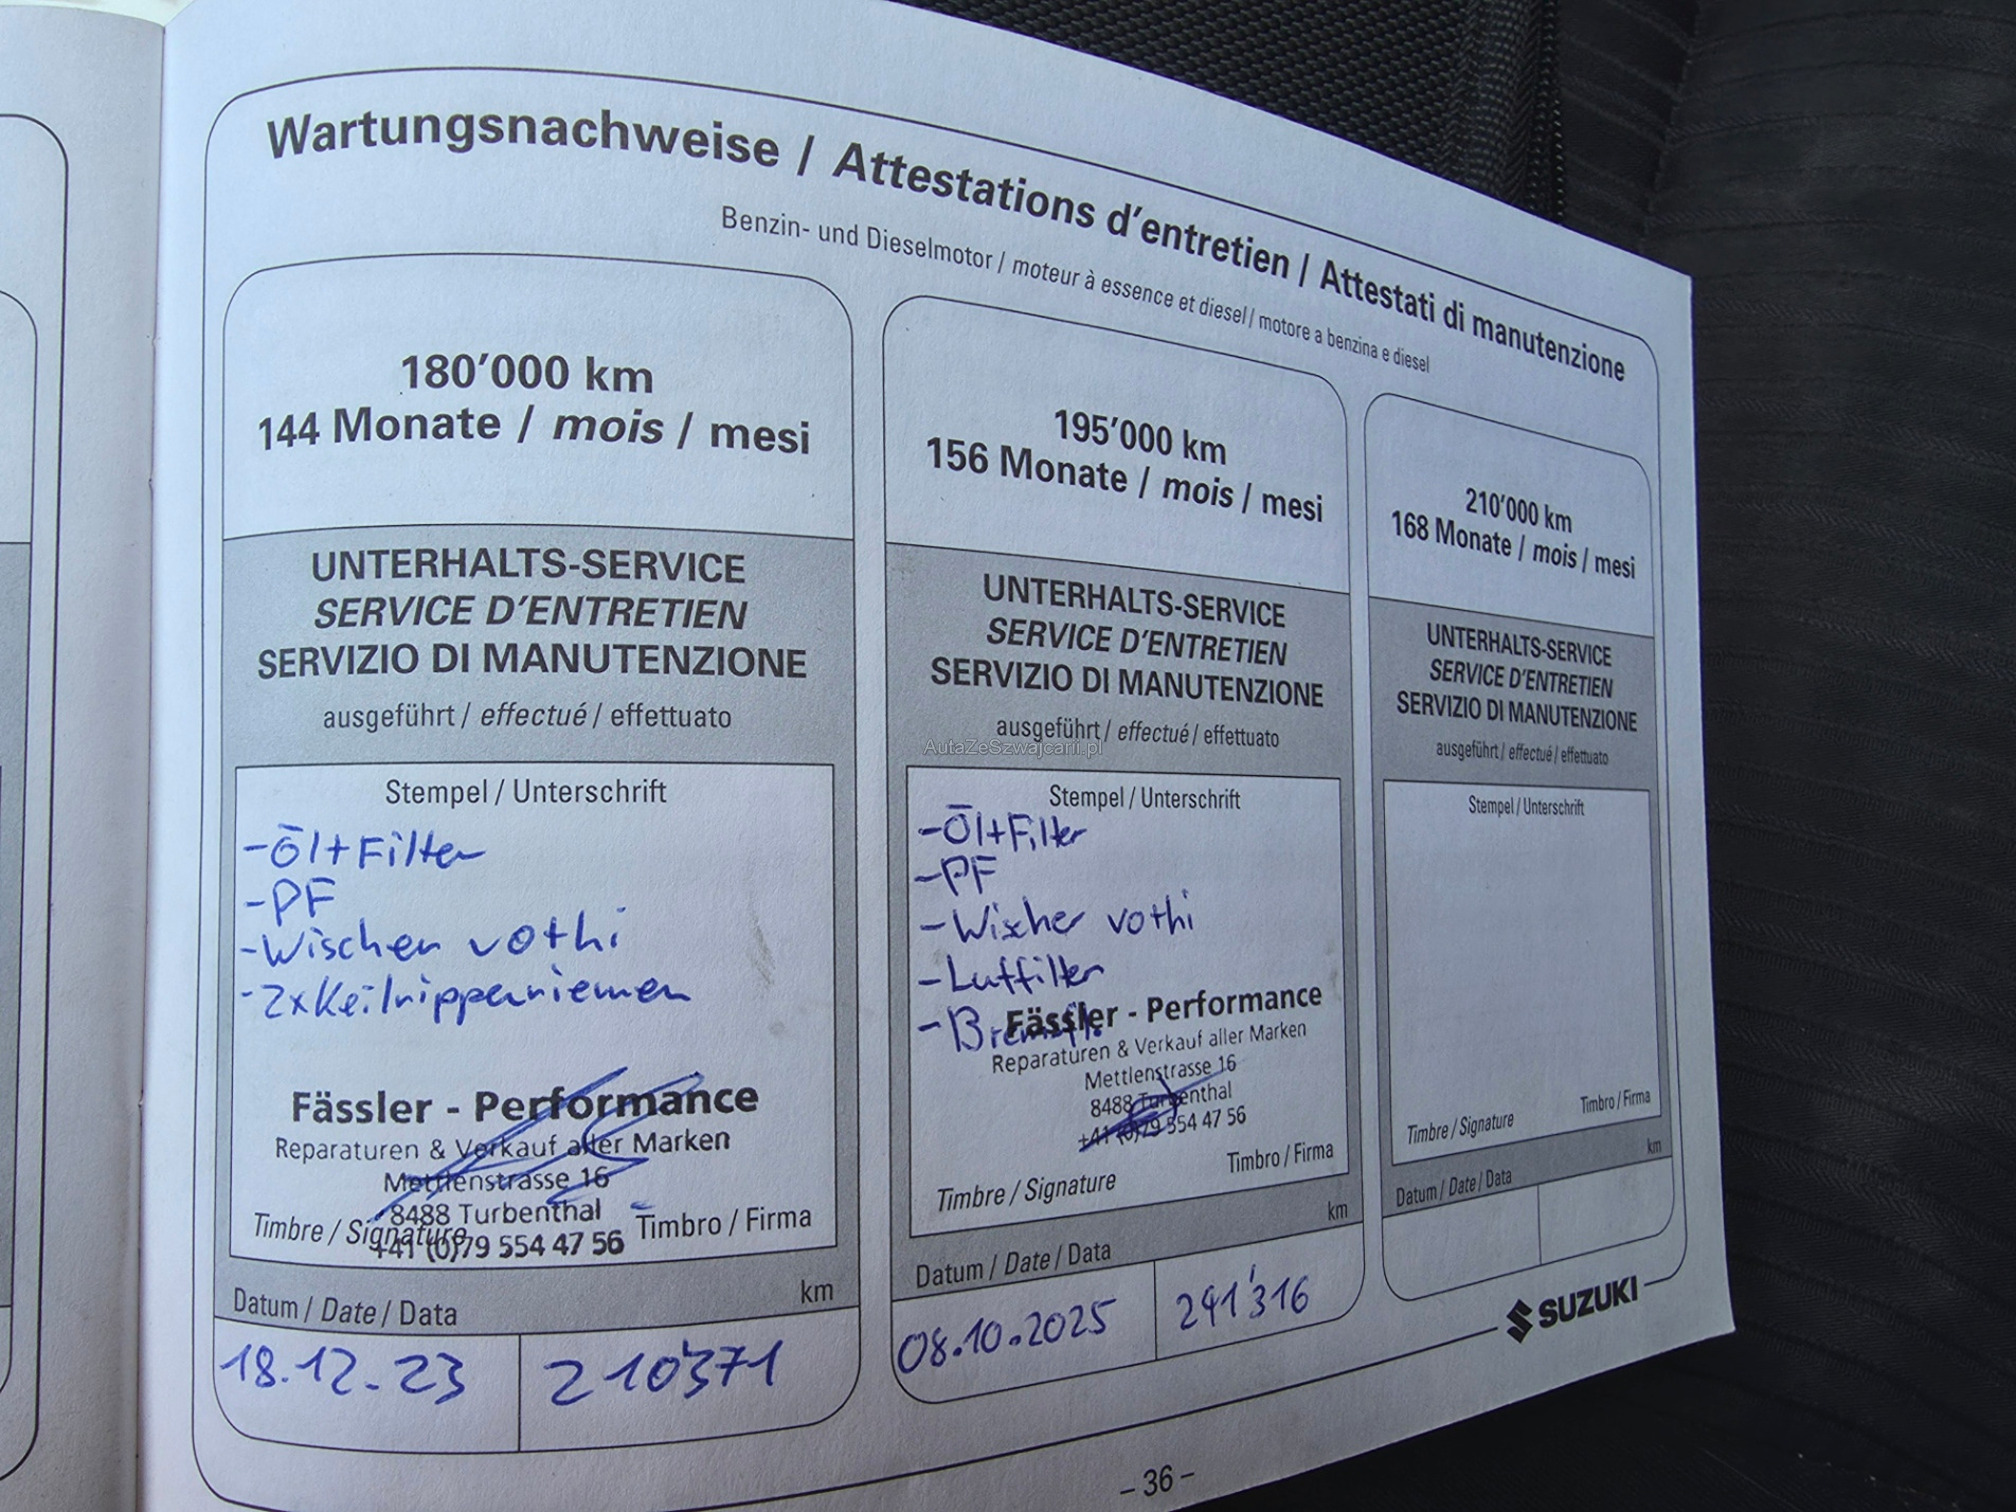 Wartungsnachweise / Attestations d'entretien / Attestati di manutenzione
Benzin- und Dieselmotor / moteur à essence et diesel / motore a benzina e diesel
180'000 km
144 Monate / mois / mesi
UNTERHALTS-SERVICE
SERVICE D'ENTRETIEN
SERVIZIO DI MANUTENZIONE
ausgeführt / effectué / effettuato
Stempel / Unterschrift
- Öl + Filter
- PF
- Wischer vo+hi
- 2x Keilrippenriemen
Fässler - Performance
Reparaturen & Verkauf aller Marken
Mettlenstrasse 16
8488 Turbenthal
+41 (0)79 554 47 56
Timbre / Signature
Timbro / Firma
Datum / Date / Data
km
18.12.23
210'371
195'000 km
156 Monate / mois / mesi
UNTERHALTS-SERVICE
SERVICE D'ENTRETIEN
SERVIZIO DI MANUTENZIONE
ausgeführt / effectué / effettuato
AutaZeSzwajcarii.pl
Stempel / Unterschrift
- Öl + Filter
- PF
- Wischer vo+hi
- Luftfilter
- Bremsfl.
Fässler - Performance
Reparaturen & Verkauf aller Marken
Mettlenstrasse 16
8488 Turbenthal
+41 (0)79 554 47 56
Timbre / Signature
Timbro / Firma
Datum / Date / Data
km
08.10.2025
241'316
210'000 km
168 Monate / mois / mesi
UNTERHALTS-SERVICE
SERVICE D'ENTRETIEN
SERVIZIO DI MANUTENZIONE
ausgeführt / effectué / effettuato
Stempel / Unterschrift
Timbre / Signature
Timbro / Firma
Datum / Date / Data
km
SUZUKI
– 36 –